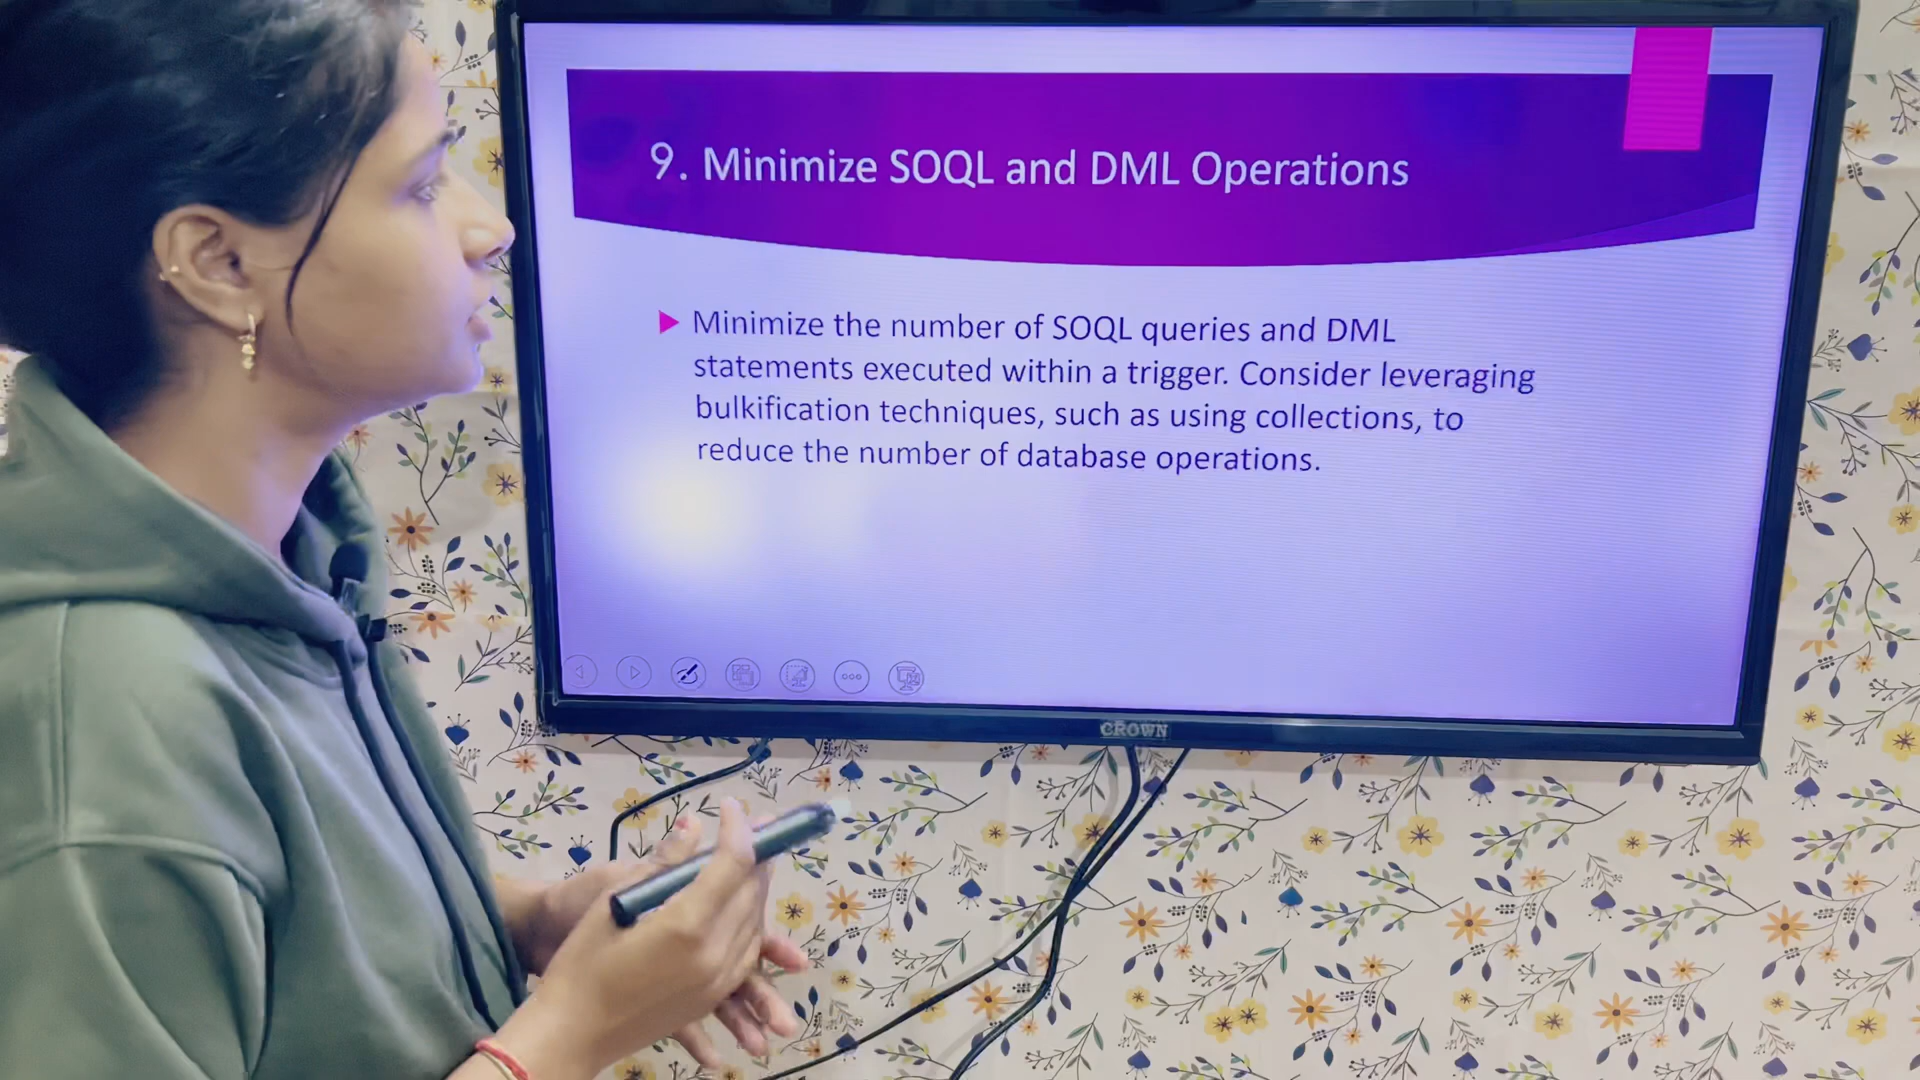 9. Minimize SOQL and DML Operations
Minimize the number of SOQL queries and DML
statements executed within a trigger. Consider leveraging
bulkification techniques, such as using collections, to
reduce the number of database operations.
CROWN